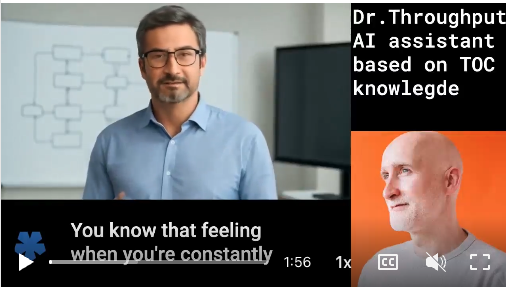 Dr.Throughput
AI assistant
based on TOC
knowlegde
You know that feeling
when you're constantly
1:56
1x
CC